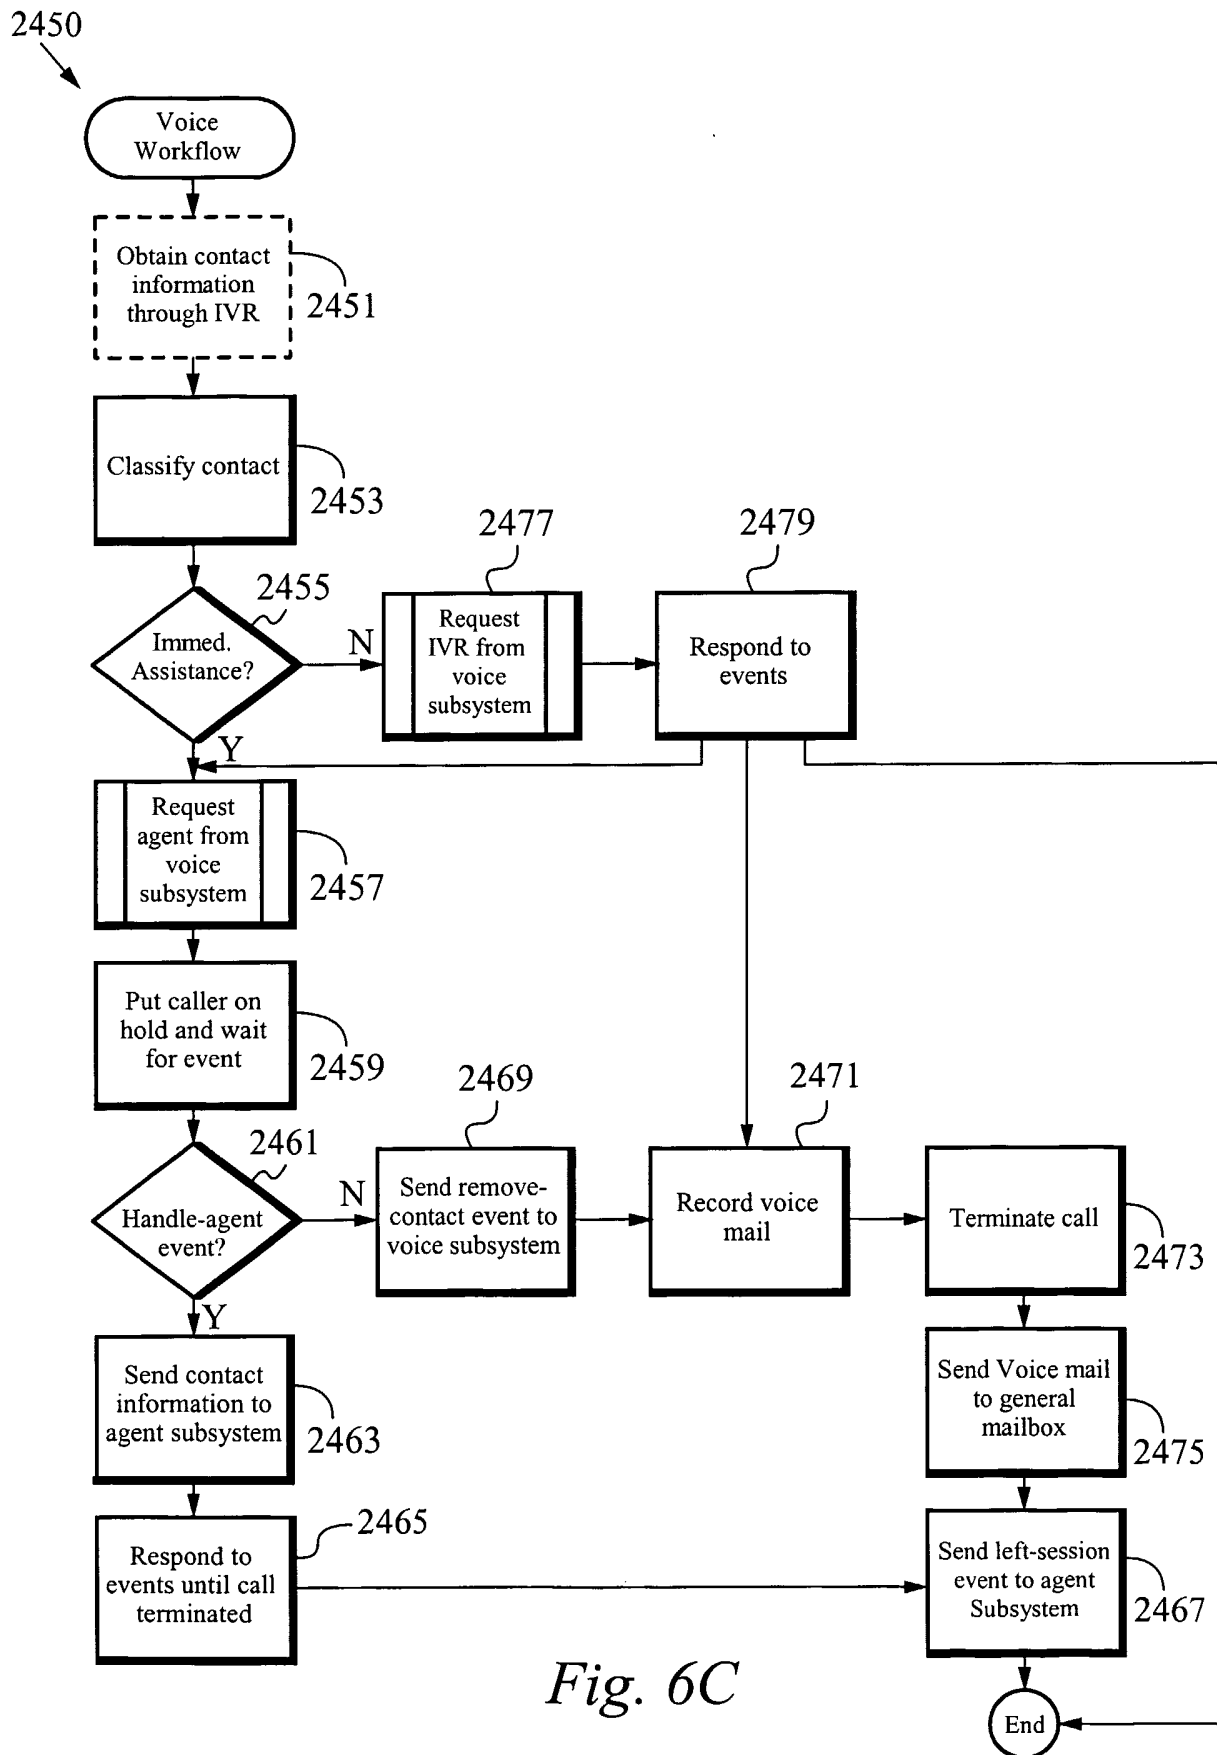 2450
Voice
Workflow
Obtain contact
information
through IVR
2451
Classify contact
2453
2477
2479
2455
Immed.
Assistance?
N
Request
IVR from
voice
subsystem
Respond to
events
Y
Request
agent from
voice
subsystem
2457
Put caller on
hold and wait
for event
2459
2469
2471
2461
Handle-agent
event?
N
Send remove-
contact event to
voice subsystem
Record voice
mail
Terminate call
2473
Y
Send contact
information to
agent subsystem
2463
Send Voice mail
to general
mailbox
2475
2465
Respond to
events until call
terminated
Send left-session
event to agent
Subsystem
2467
Fig. 6C
End